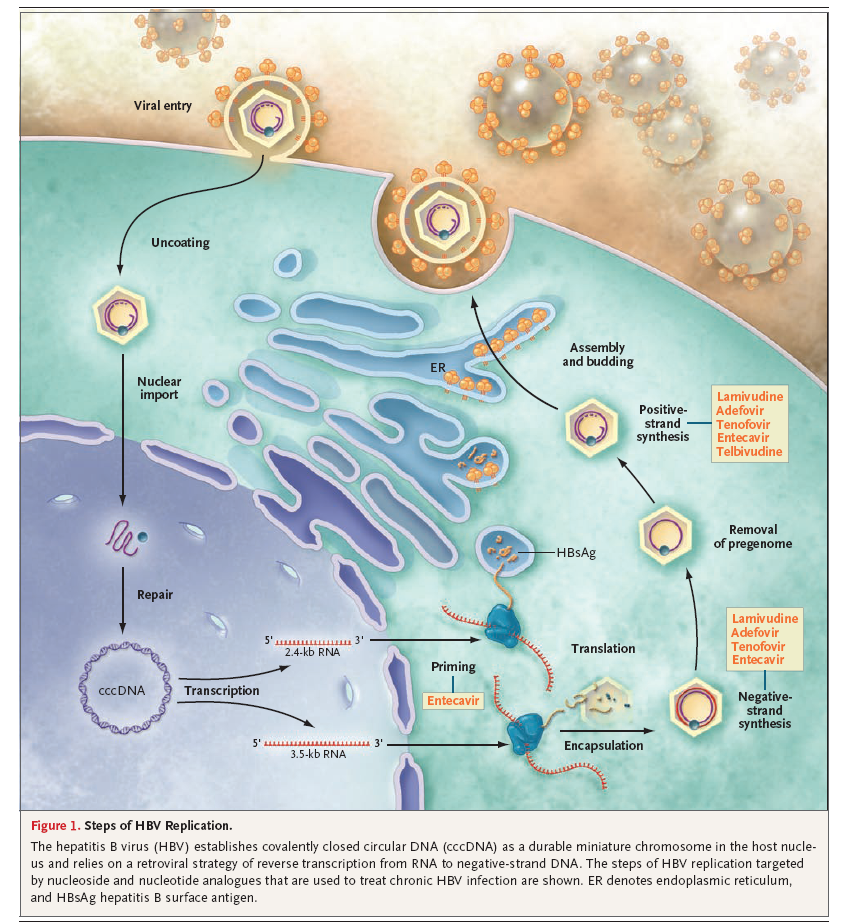 Viral entry
Uncoating
Nuclear
import
ER
Assembly
and budding
Positive-
strand
synthesis
Lamivudine
Adefovir
Tenofovir
Entecavir
Telbivudine
Removal
of pregenome
HBsAg
Repair
Lamivudine
Adefovir
Tenofovir
Entecavir
Negative-
strand
synthesis
5' 3'
2.4-kb RNA
Translation
Priming
Entecavir
cccDNA
Transcription
5' 3'
3.5-kb RNA
Encapsulation
Figure 1. Steps of HBV Replication.
The hepatitis B virus (HBV) establishes covalently closed circular DNA (cccDNA) as a durable miniature chromosome in the host nucle-
us and relies on a retroviral strategy of reverse transcription from RNA to negative-strand DNA. The steps of HBV replication targeted
by nucleoside and nucleotide analogues that are used to treat chronic HBV infection are shown. ER denotes endoplasmic reticulum,
and HBsAg hepatitis B surface antigen.